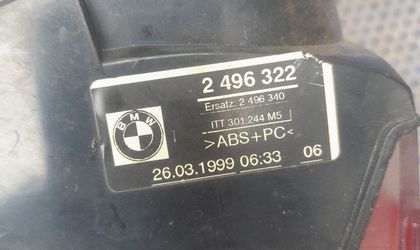 BMW
2 496 322
Ersatz: 2 496 340
ITT 301.244 M5
>ABS+PC<
26.03.1999 06:33 06